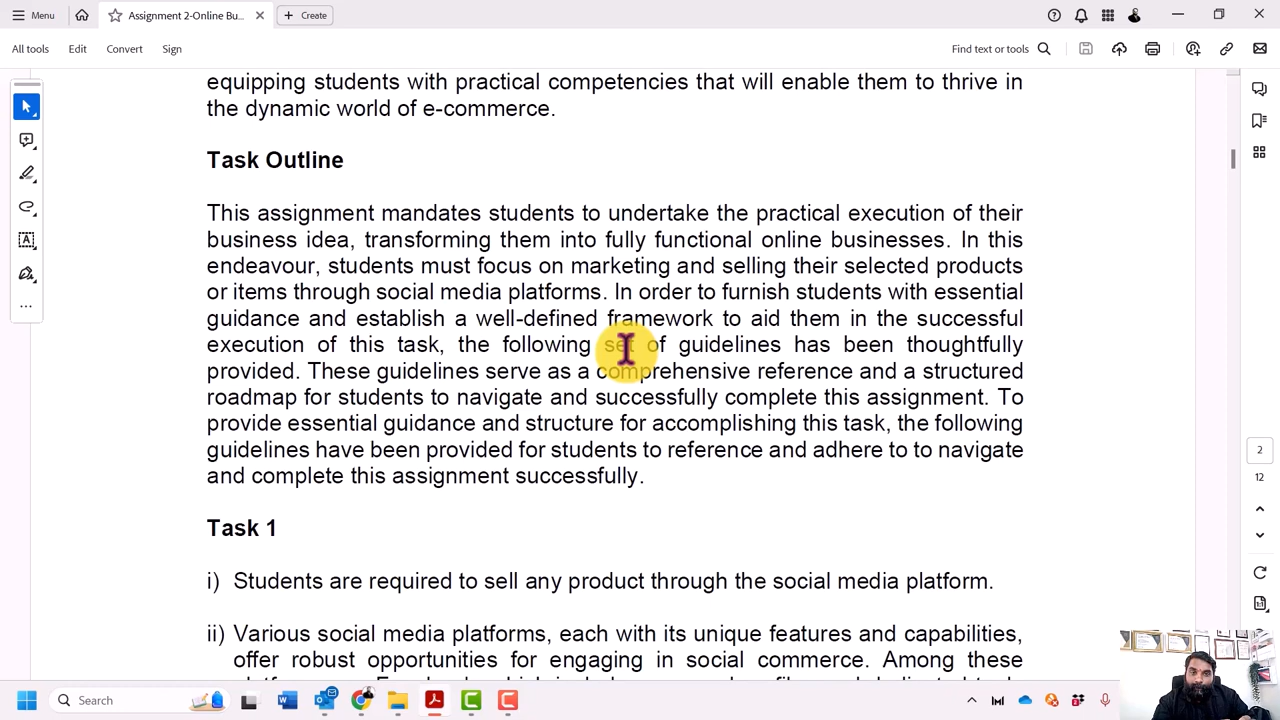 Menu
Assignment 2-Online Bu...
Create
All tools
Edit
Convert
Sign
Find text or tools
equipping students with practical competencies that will enable them to thrive in
the dynamic world of e-commerce.
Task Outline
This assignment mandates students to undertake the practical execution of their
business idea, transforming them into fully functional online businesses. In this
endeavour, students must focus on marketing and selling their selected products
or items through social media platforms. In order to furnish students with essential
guidance and establish a well-defined framework to aid them in the successful
execution of this task, the following set of guidelines has been thoughtfully
provided. These guidelines serve as a comprehensive reference and a structured
roadmap for students to navigate and successfully complete this assignment. To
provide essential guidance and structure for accomplishing this task, the following
guidelines have been provided for students to reference and adhere to to navigate
and complete this assignment successfully.
Task 1
i) Students are required to sell any product through the social media platform.
ii) Various social media platforms, each with its unique features and capabilities,
offer robust opportunities for engaging in social commerce. Among these
2
12
Search